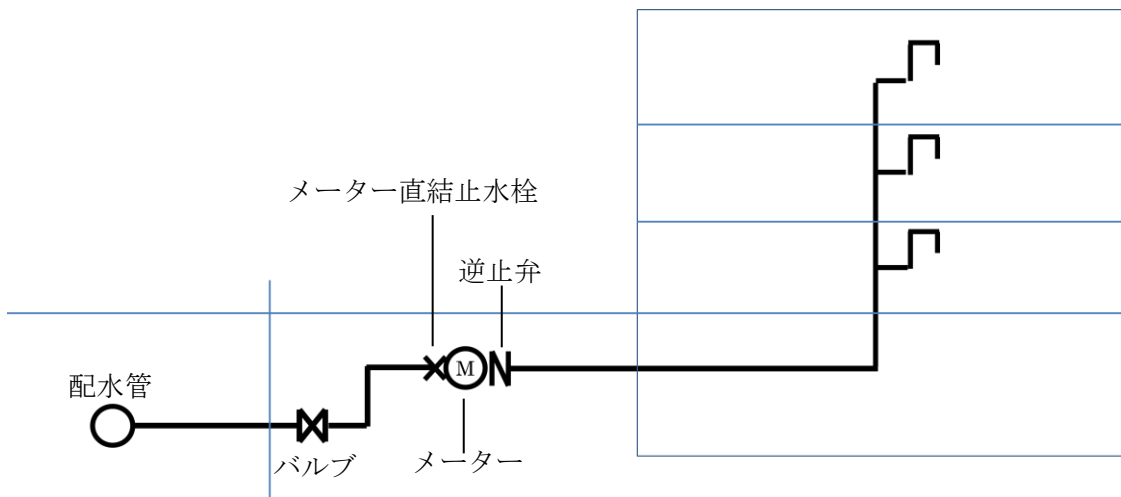 メーター直結止水栓
逆止弁
M
配水管
バルブ
メーター